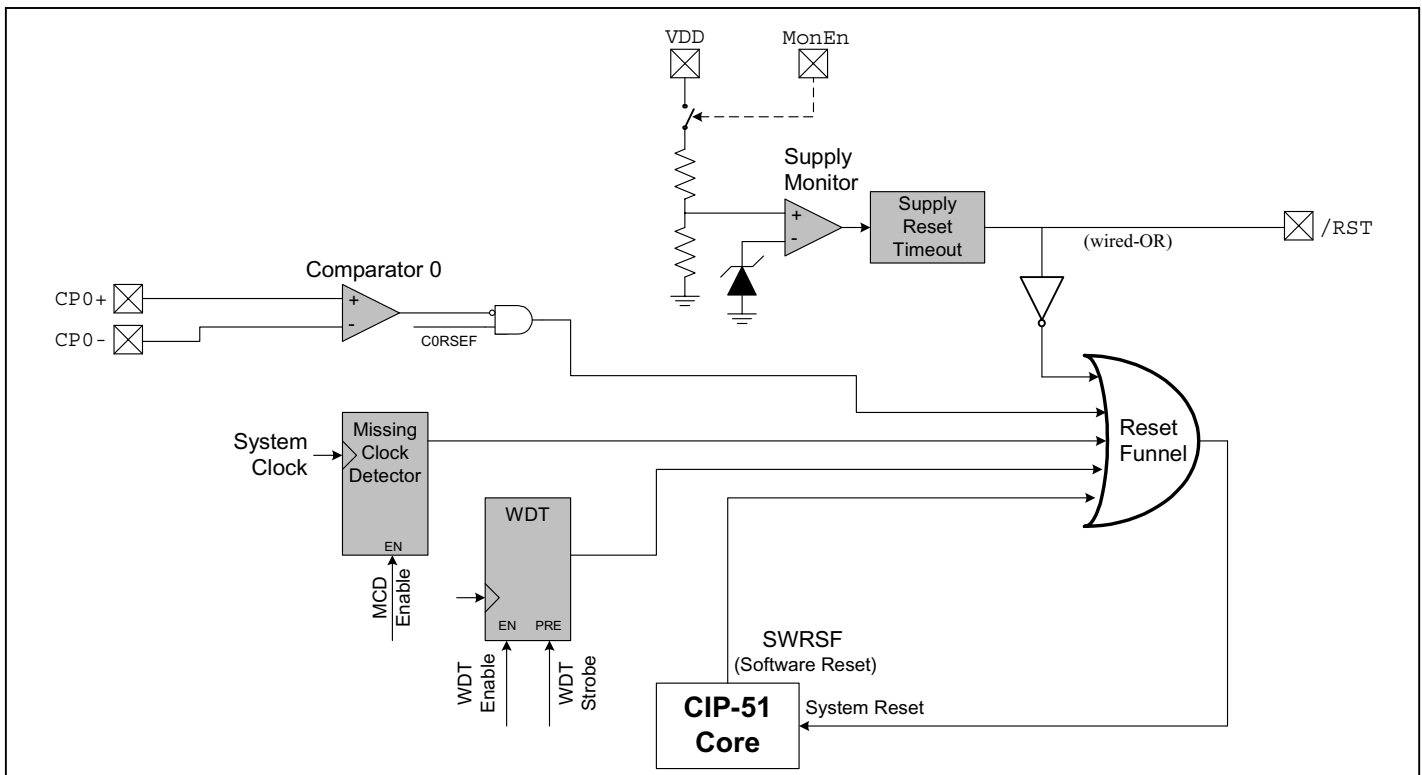 VDD
MonEn
Supply
Monitor
+
-
Supply
Reset
Timeout
(wired-OR)
/RST
Comparator 0
CP0+
CP0-
+
-
C0RSEF
System
Clock
Missing
Clock
Detector
EN
MCD
Enable
WDT
EN
PRE
WDT
Enable
WDT
Strobe
Reset
Funnel
SWRSF
(Software Reset)
CIP-51
Core
System Reset